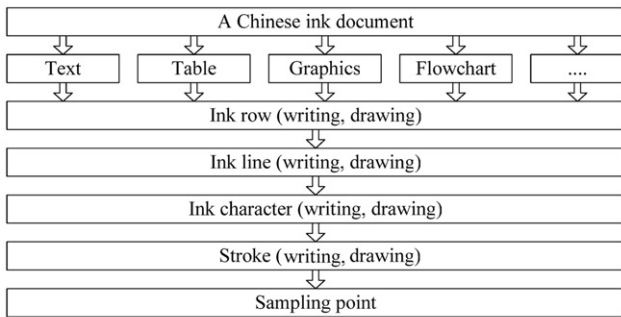 A Chinese ink document
Text Table Graphics Flowchart ....
Ink row (writing, drawing)
Ink line (writing, drawing)
Ink character (writing, drawing)
Stroke (writing, drawing)
Sampling point